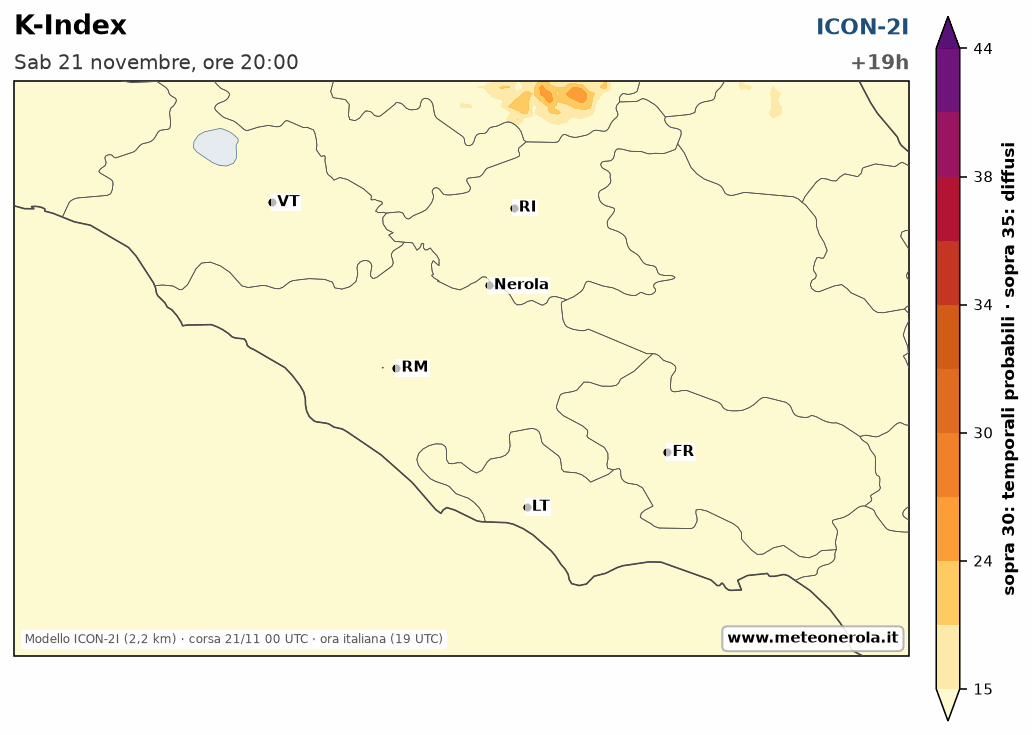 K-Index
ICON-2I
Sab 21 novembre, ore 20:00
+19h
VT
RI
Nerola
RM
FR
LT
Modello ICON-2I (2,2 km) · corsa 21/11 00 UTC · ora italiana (19 UTC)
www.meteonerola.it
44
38
34
30
24
15
sopra 30: temporali probabili · sopra 35: diffusi